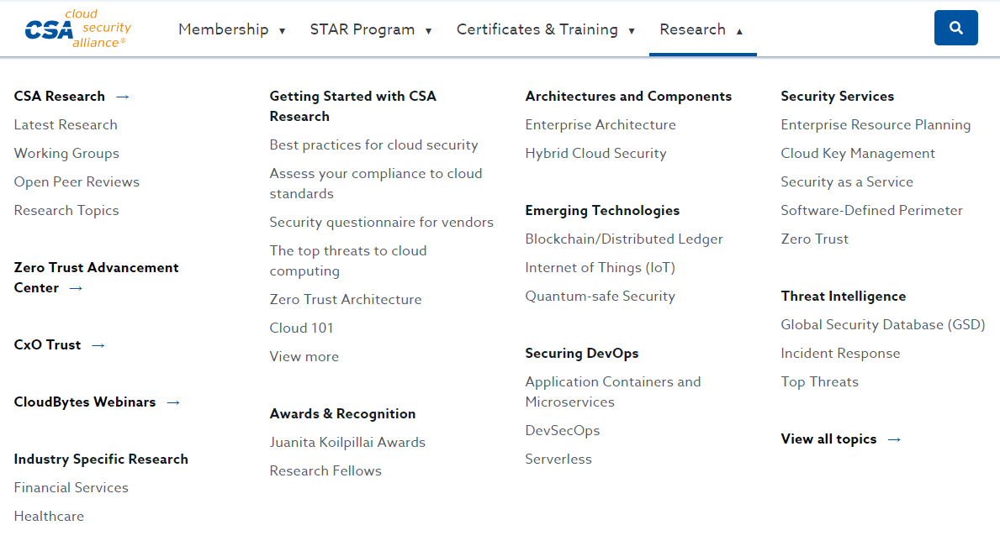 CSA cloud
security
alliance®
Membership ▼
STAR Program ▼
Certificates & Training ▼
Research ▲
CSA Research →
Latest Research
Working Groups
Open Peer Reviews
Research Topics
Zero Trust Advancement
Center →
CxO Trust →
CloudBytes Webinars →
Industry Specific Research
Financial Services
Healthcare
Getting Started with CSA
Research
Best practices for cloud security
Assess your compliance to cloud
standards
Security questionnaire for vendors
The top threats to cloud
computing
Zero Trust Architecture
Cloud 101
View more
Awards & Recognition
Juanita Koilpillai Awards
Research Fellows
Architectures and Components
Enterprise Architecture
Hybrid Cloud Security
Emerging Technologies
Blockchain/Distributed Ledger
Internet of Things (IoT)
Quantum-safe Security
Securing DevOps
Application Containers and
Microservices
DevSecOps
Serverless
Security Services
Enterprise Resource Planning
Cloud Key Management
Security as a Service
Software-Defined Perimeter
Zero Trust
Threat Intelligence
Global Security Database (GSD)
Incident Response
Top Threats
View all topics →